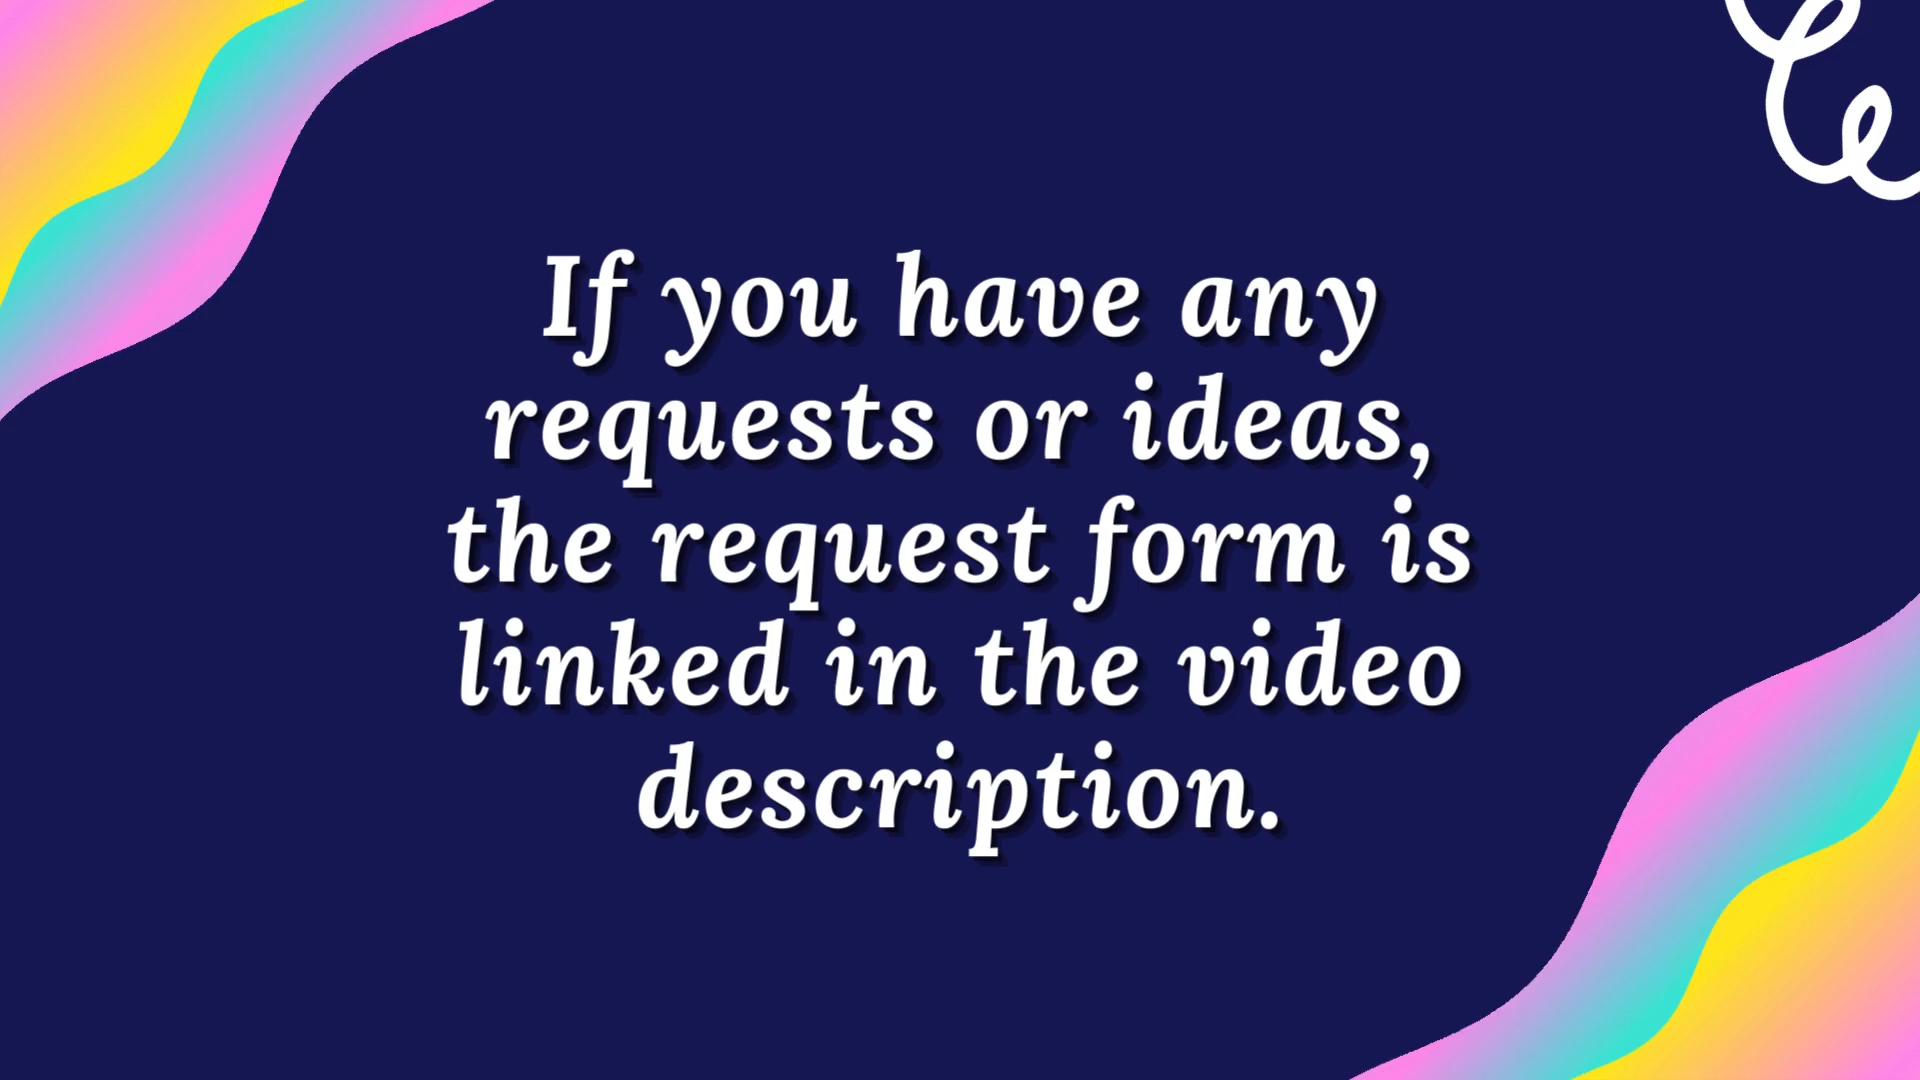 If you have any
requests or ideas,
the request form is
linked in the video
description.